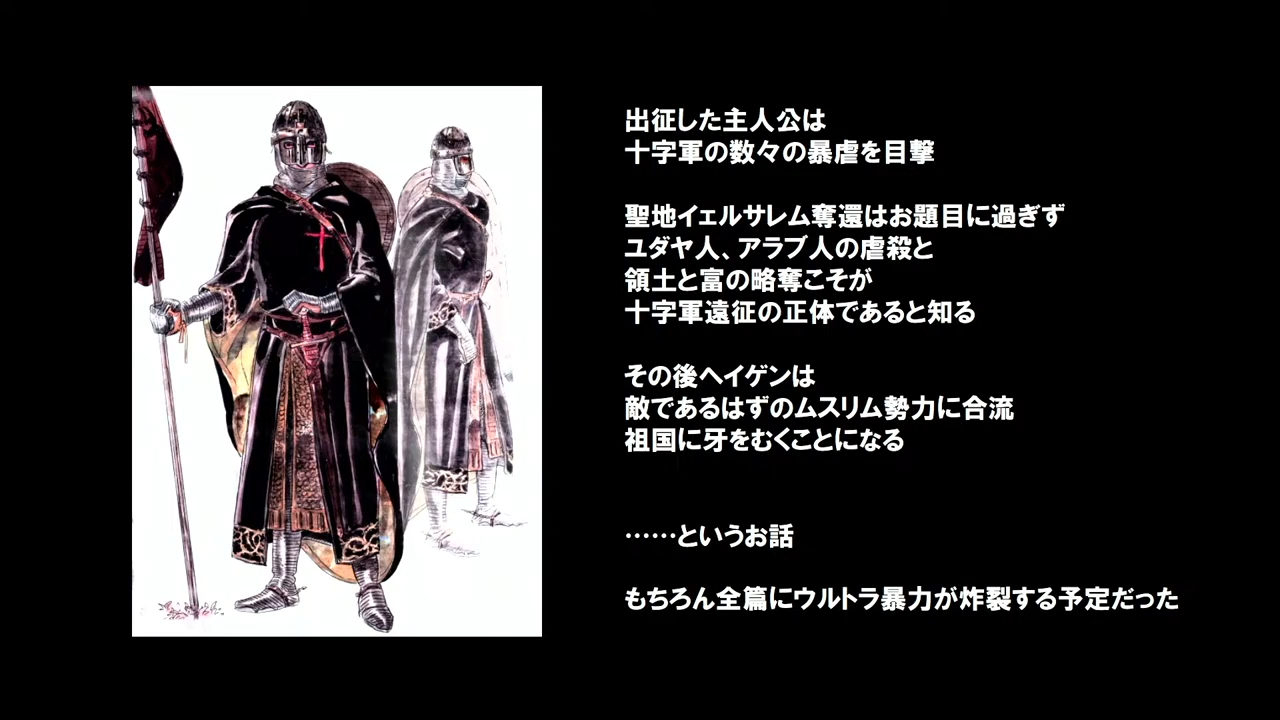 出征した主人公は
十字軍の数々の暴虐を目撃
聖地イェルサレム奪還はお題目に過ぎず
ユダヤ人、アラブ人の虐殺と
領土と富の略奪こそが
十字軍遠征の正体であると知る
その後ヘイゲンは
敵であるはずのムスリム勢力に合流
祖国に牙をむくことになる
……というお話
もちろん全篇にウルトラ暴力が炸裂する予定だった